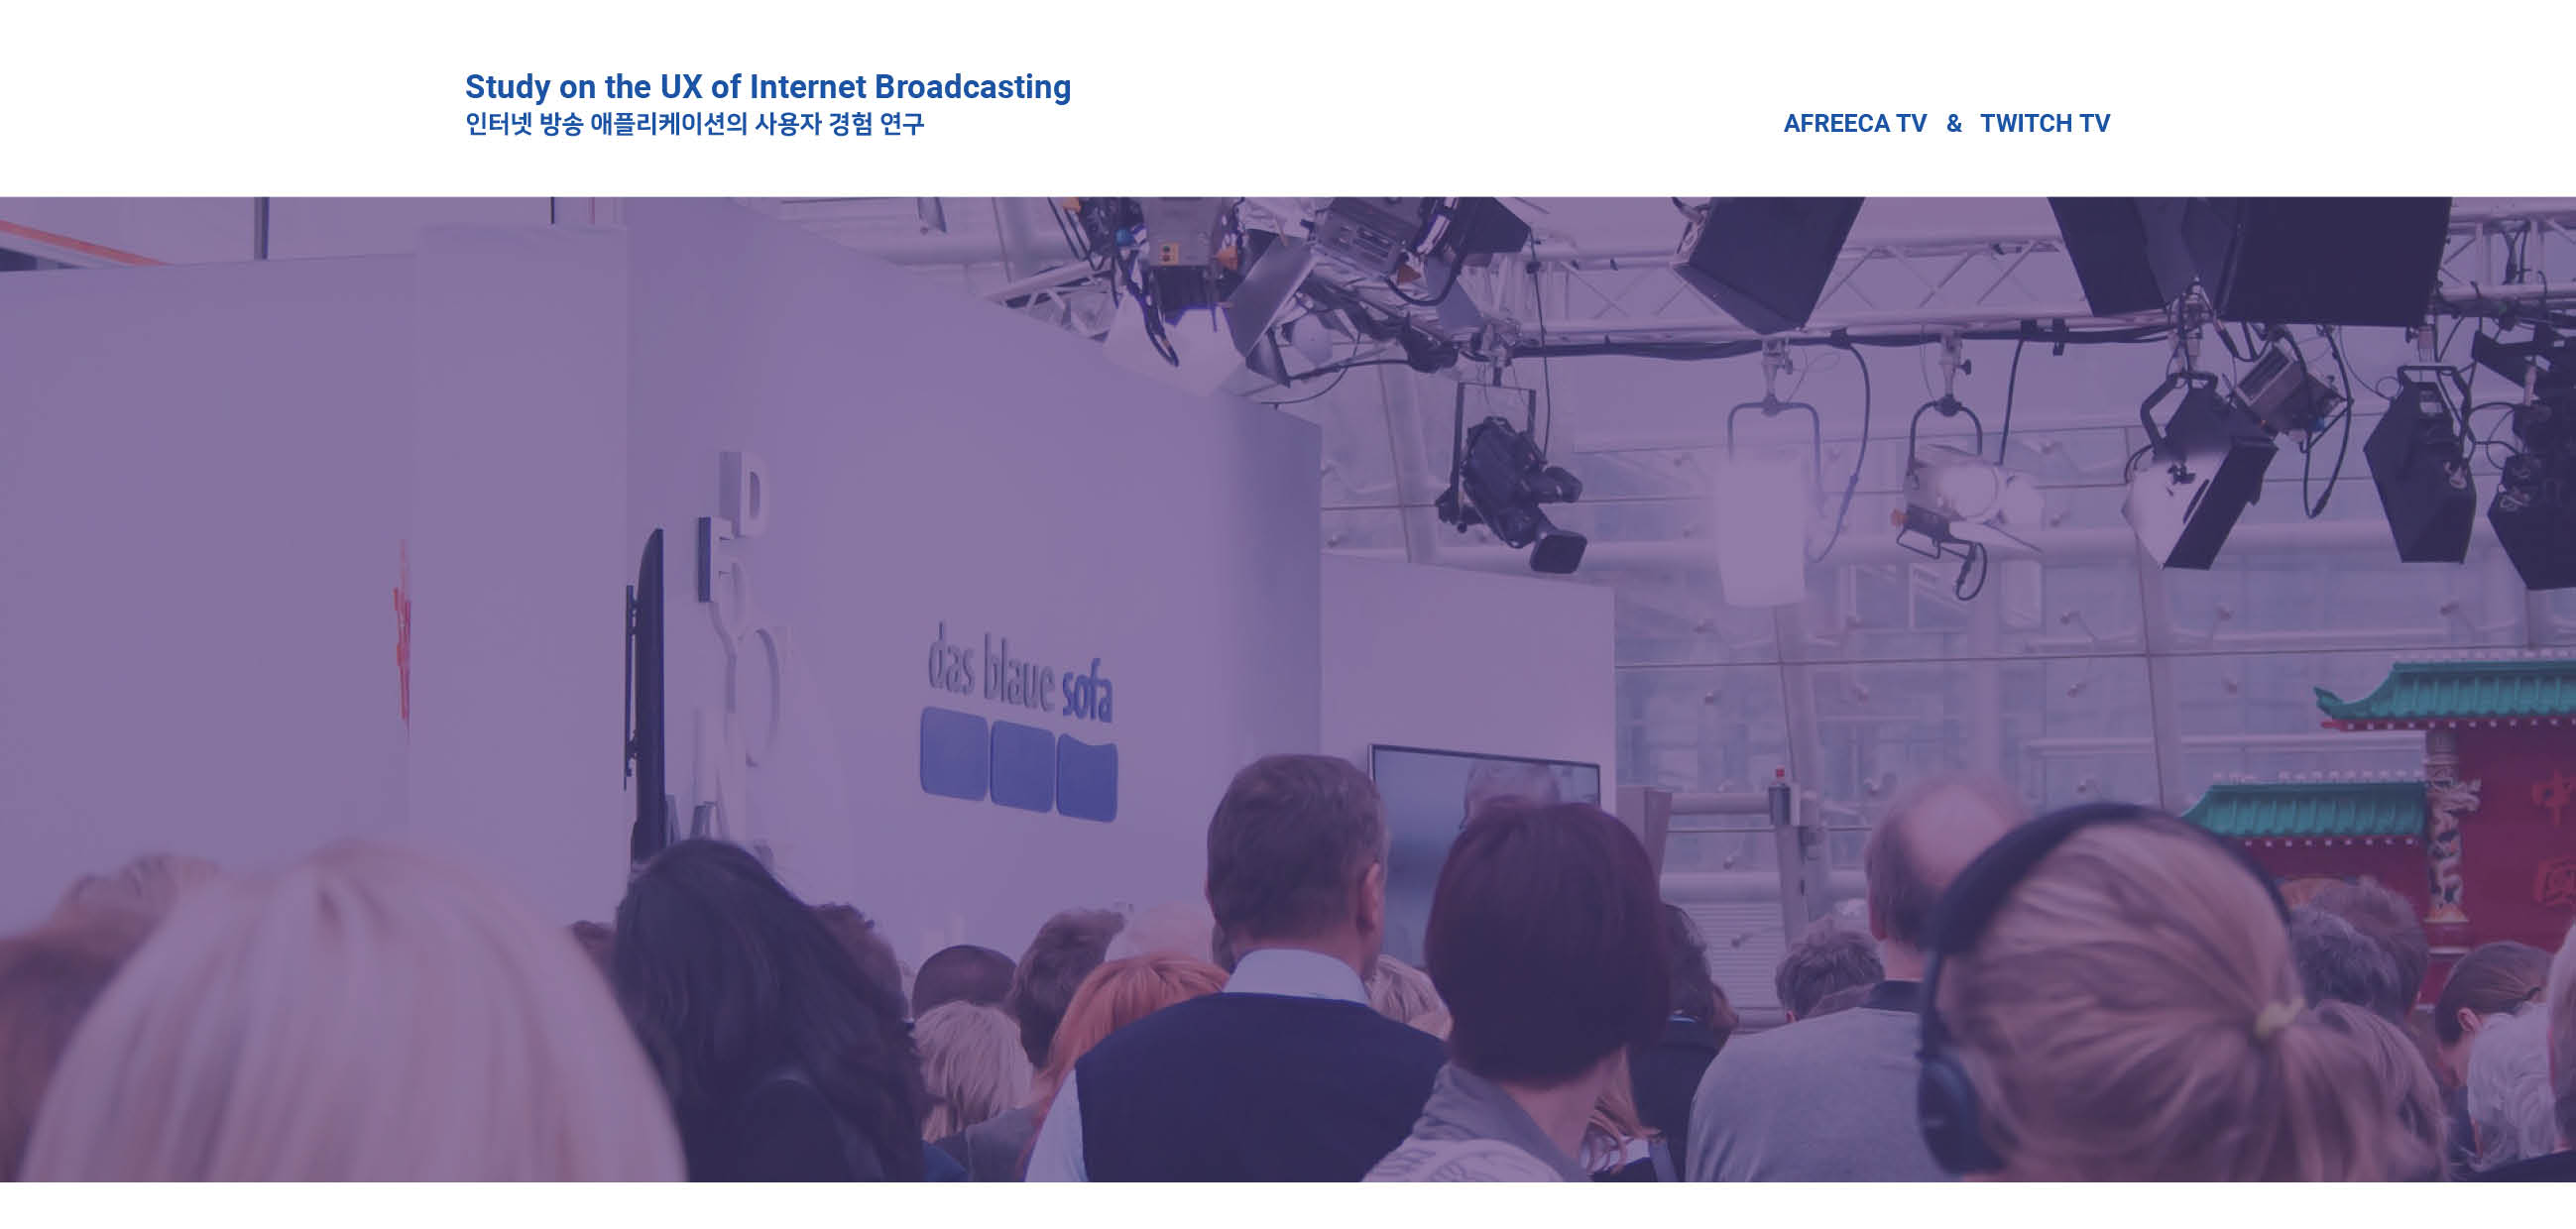 Study on the UX of Internet Broadcasting
인터넷 방송 애플리케이션의 사용자 경험 연구
AFREECA TV & TWITCH TV
das blaue sofa